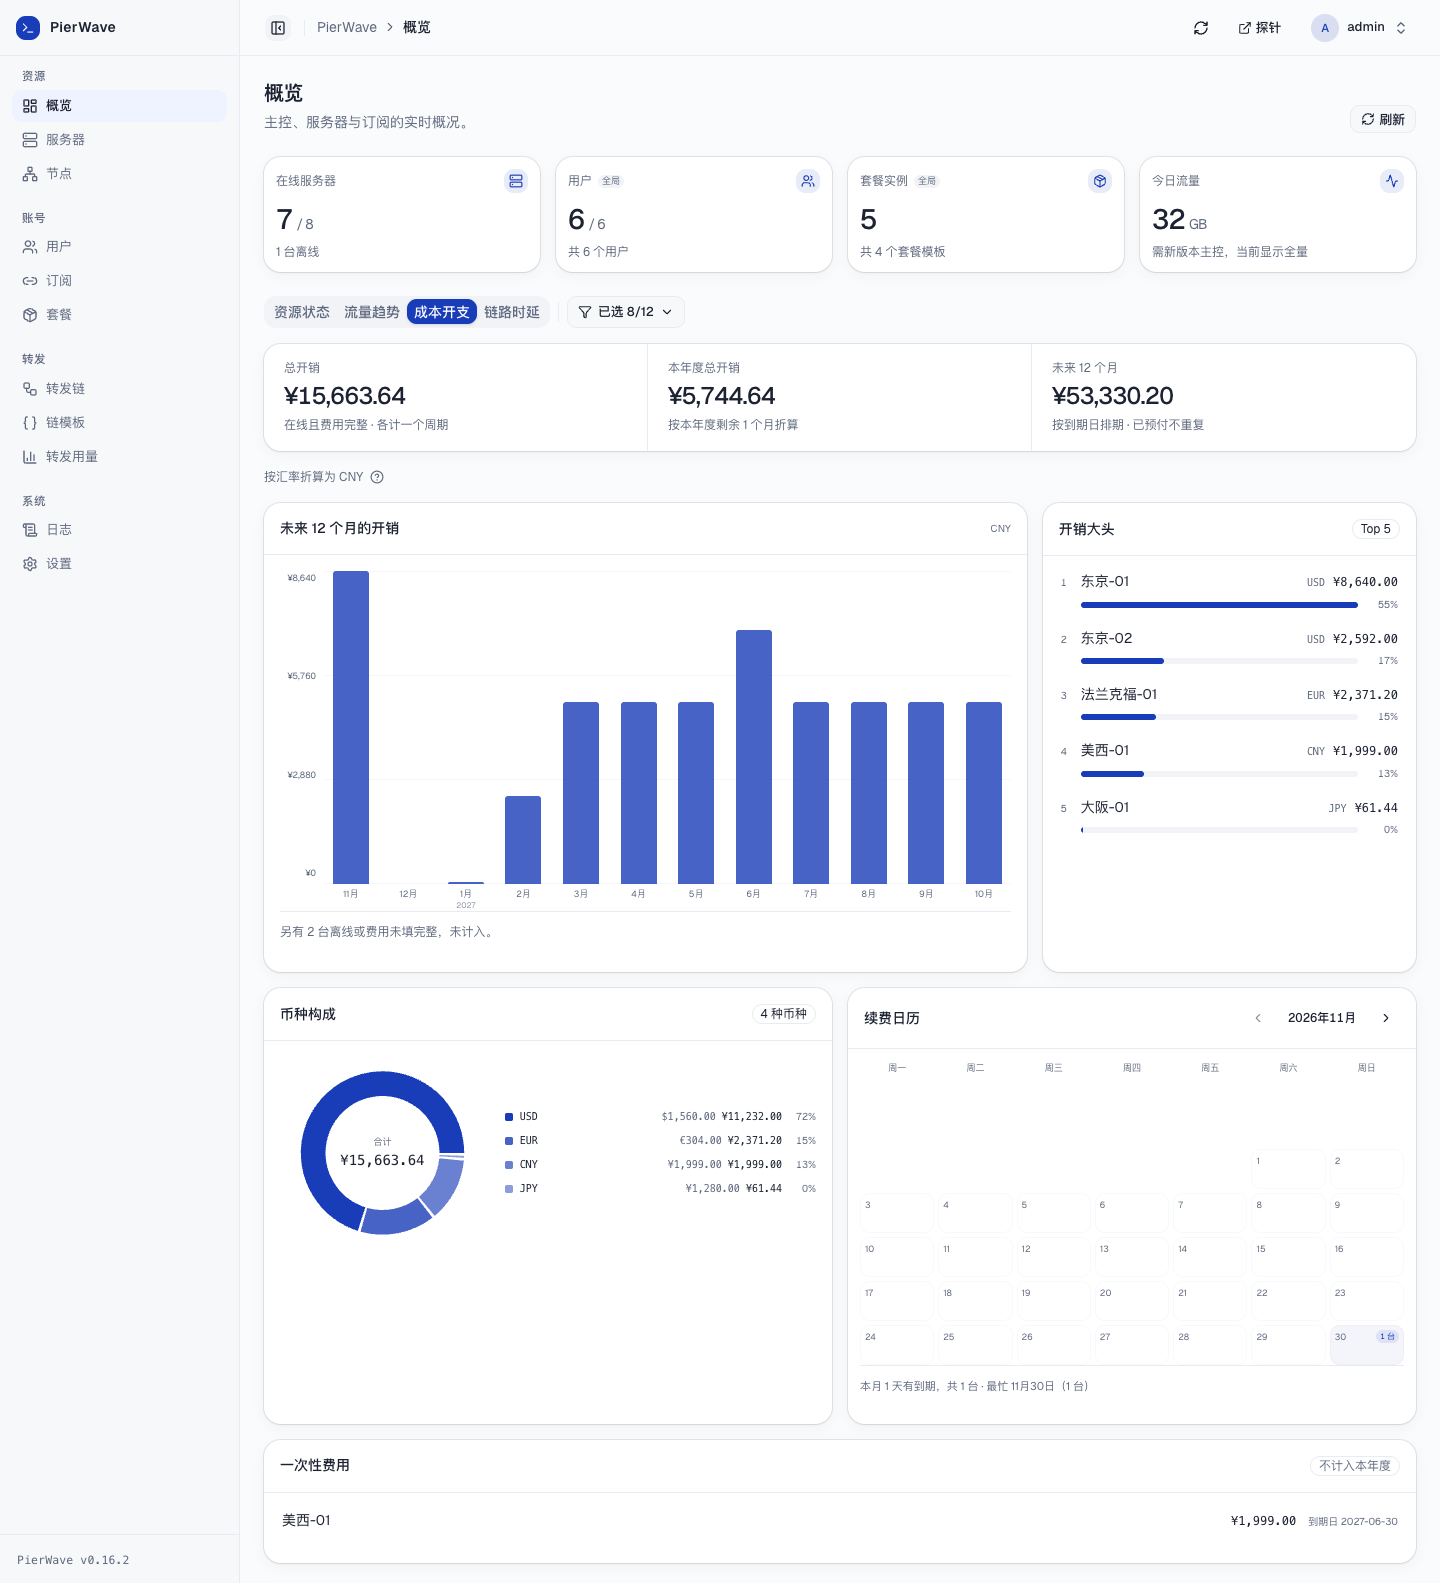 PierWave
PierWave > 概览
探针
A
admin
资源
概览
服务器
节点
账号
用户
订阅
套餐
转发
转发链
链模板
转发用量
系统
日志
设置
PierWave v0.16.2
概览
主控、服务器与订阅的实时概况。
刷新
在线服务器
7 / 8
1 台离线
用户 全局
6 / 6
共 6 个用户
套餐实例 全局
5
共 4 个套餐模板
今日流量
32 GB
需新版本主控，当前显示全量
资源状态 流量趋势 成本开支 链路时延
已选 8/12
总开销
¥15,663.64
在线且费用完整 · 各计一个周期
本年度总开销
¥5,744.64
按本年度剩余 1 个月折算
未来 12 个月
¥53,330.20
按到期日排期 · 已预付不重复
按汇率折算为 CNY
未来 12 个月的开销
CNY
¥8,640
¥5,760
¥2,880
¥0
11月 12月 1月 2月 3月 4月 5月 6月 7月 8月 9月 10月
2027
另有 2 台离线或费用未填完整，未计入。
开销大头
Top 5
1 东京-01 USD ¥8,640.00
55%
2 东京-02 USD ¥2,592.00
17%
3 法兰克福-01 EUR ¥2,371.20
15%
4 美西-01 CNY ¥1,999.00
13%
5 大阪-01 JPY ¥61.44
0%
币种构成
4 种币种
合计
¥15,663.64
USD $1,560.00 ¥11,232.00 72%
EUR €304.00 ¥2,371.20 15%
CNY ¥1,999.00 ¥1,999.00 13%
JPY ¥1,280.00 ¥61.44 0%
续费日历
2026年11月
周一 周二 周三 周四 周五 周六 周日
1 2
3 4 5 6 7 8 9
10 11 12 13 14 15 16
17 18 19 20 21 22 23
24 25 26 27 28 29 30 1 台
本月 1 天有到期，共 1 台 · 最忙 11月30日（1 台）
一次性费用
不计入本年度
美西-01
¥1,999.00 到期日 2027-06-30